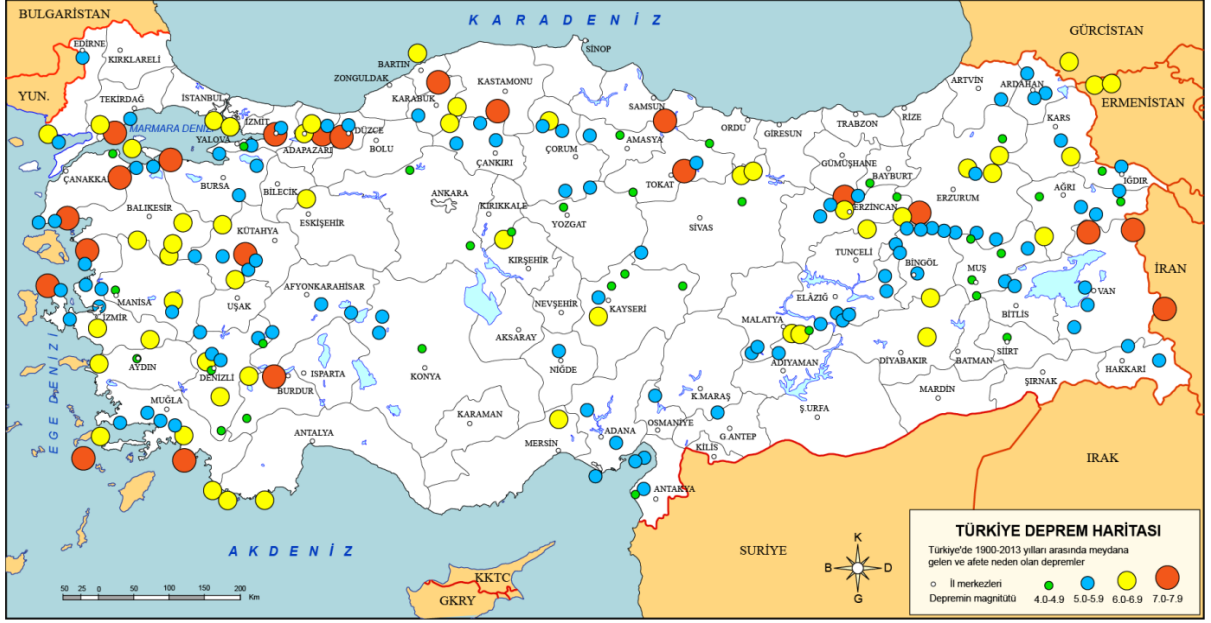 BULGARİSTAN
K A R A D E N İ Z
GÜRCİSTAN
EDİRNE
KIRKLARELİ
SİNOP
BARTIN
ZONGULDAK
KASTAMONU
ARTVİN
ARDAHAN
YUN.
TEKİRDAĞ
İSTANBUL
KARABÜK
SAMSUN
ERMENİSTAN
MARMARA DENİZ
İZMİT
ORDU
GİRESUN
TRABZON
RİZE
KARS
YALOVA
ADAPAZARI
DÜZCE
BOLU
ÇANKIRI
ÇORUM
AMASYA
GÜMÜŞHANE
BAYBURT
ÇANAKKA
BURSA
BİLECİK
ANKARA
TOKAT
ERZURUM
AĞRI
IĞDIR
BALIKESİR
ESKİŞEHİR
KIRIKKALE
YOZGAT
SİVAS
ERZİNCAN
KÜTAHYA
KIRŞEHİR
TUNCELİ
BİNGÖL
MUŞ
İRAN
MANİSA
UŞAK
AFYONKARAHİSAR
NEVŞEHİR
KAYSERİ
ELÂZIĞ
VAN
İZMİR
AKSARAY
MALATYA
BİTLİS
EGE DENİZİ
AYDIN
DENİZLİ
BURDUR
ISPARTA
KONYA
NİĞDE
ADIYAMAN
DİYABAKIR
BATMAN
SİİRT
HAKKARİ
MUĞLA
K.MARAŞ
MARDİN
ŞIRNAK
KARAMAN
OSMANİYE
Ş.URFA
ANTALYA
MERSİN
ADANA
G.ANTEP
KİLİS
IRAK
ANTAKYA
A K D E N İ Z
SURİYE
KKTC
GKRY
K
B
D
G
50 25 0 50 100 150 200
Km
TÜRKİYE DEPREM HARİTASI
Türkiye'de 1900-2013 yılları arasında meydana
gelen ve afete neden olan depremler
İl merkezleri
Depremin magnitütü 4.0-4.9 5.0-5.9 6.0-6.9 7.0-7.9